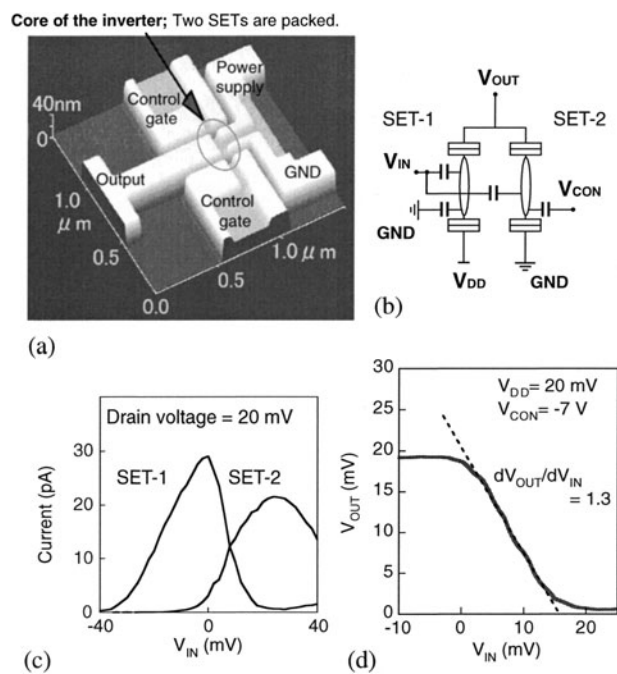 Core of the inverter; Two SETs are packed.
40nm
0
Control
gate
Power
supply
Output
GND
Control
gate
1.0
μm
0.5
0.0
0.5
1.0 μm
(a)
VOUT
SET-1
SET-2
VIN
VCON
GND
VDD
GND
(b)
Drain voltage = 20 mV
SET-1
SET-2
Current (pA)
30
20
10
0
-40
0
40
VIN (mV)
(c)
VDD= 20 mV
VCON= -7 V
dVOUT/dVIN
= 1.3
VOUT (mV)
30
25
20
15
10
5
0
-10
0
10
20
VIN (mV)
(d)